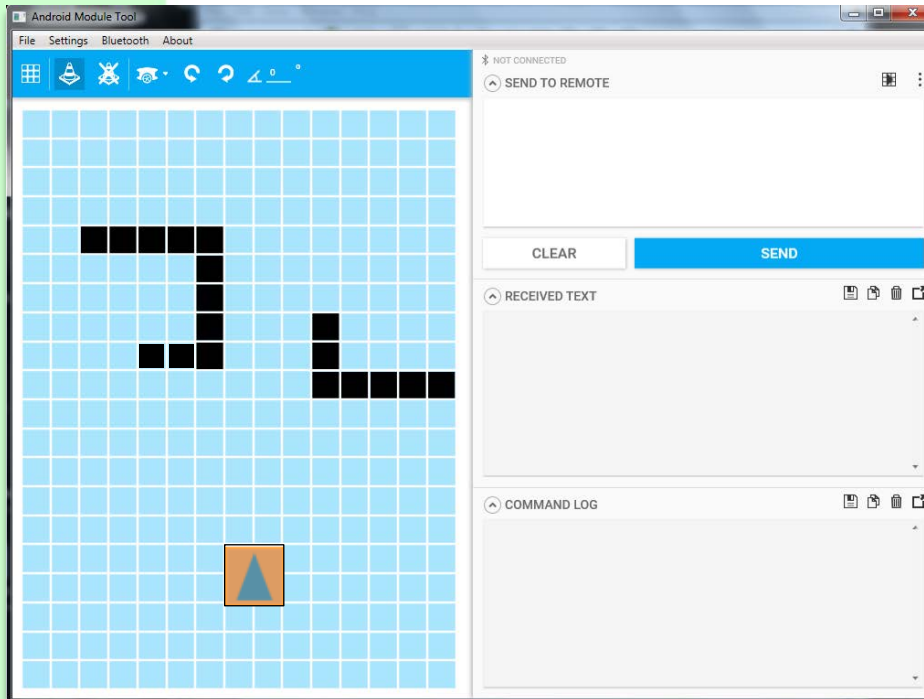 Android Module Tool
File Settings Bluetooth About
0 °
NOT CONNECTED
SEND TO REMOTE
CLEAR SEND
RECEIVED TEXT
COMMAND LOG